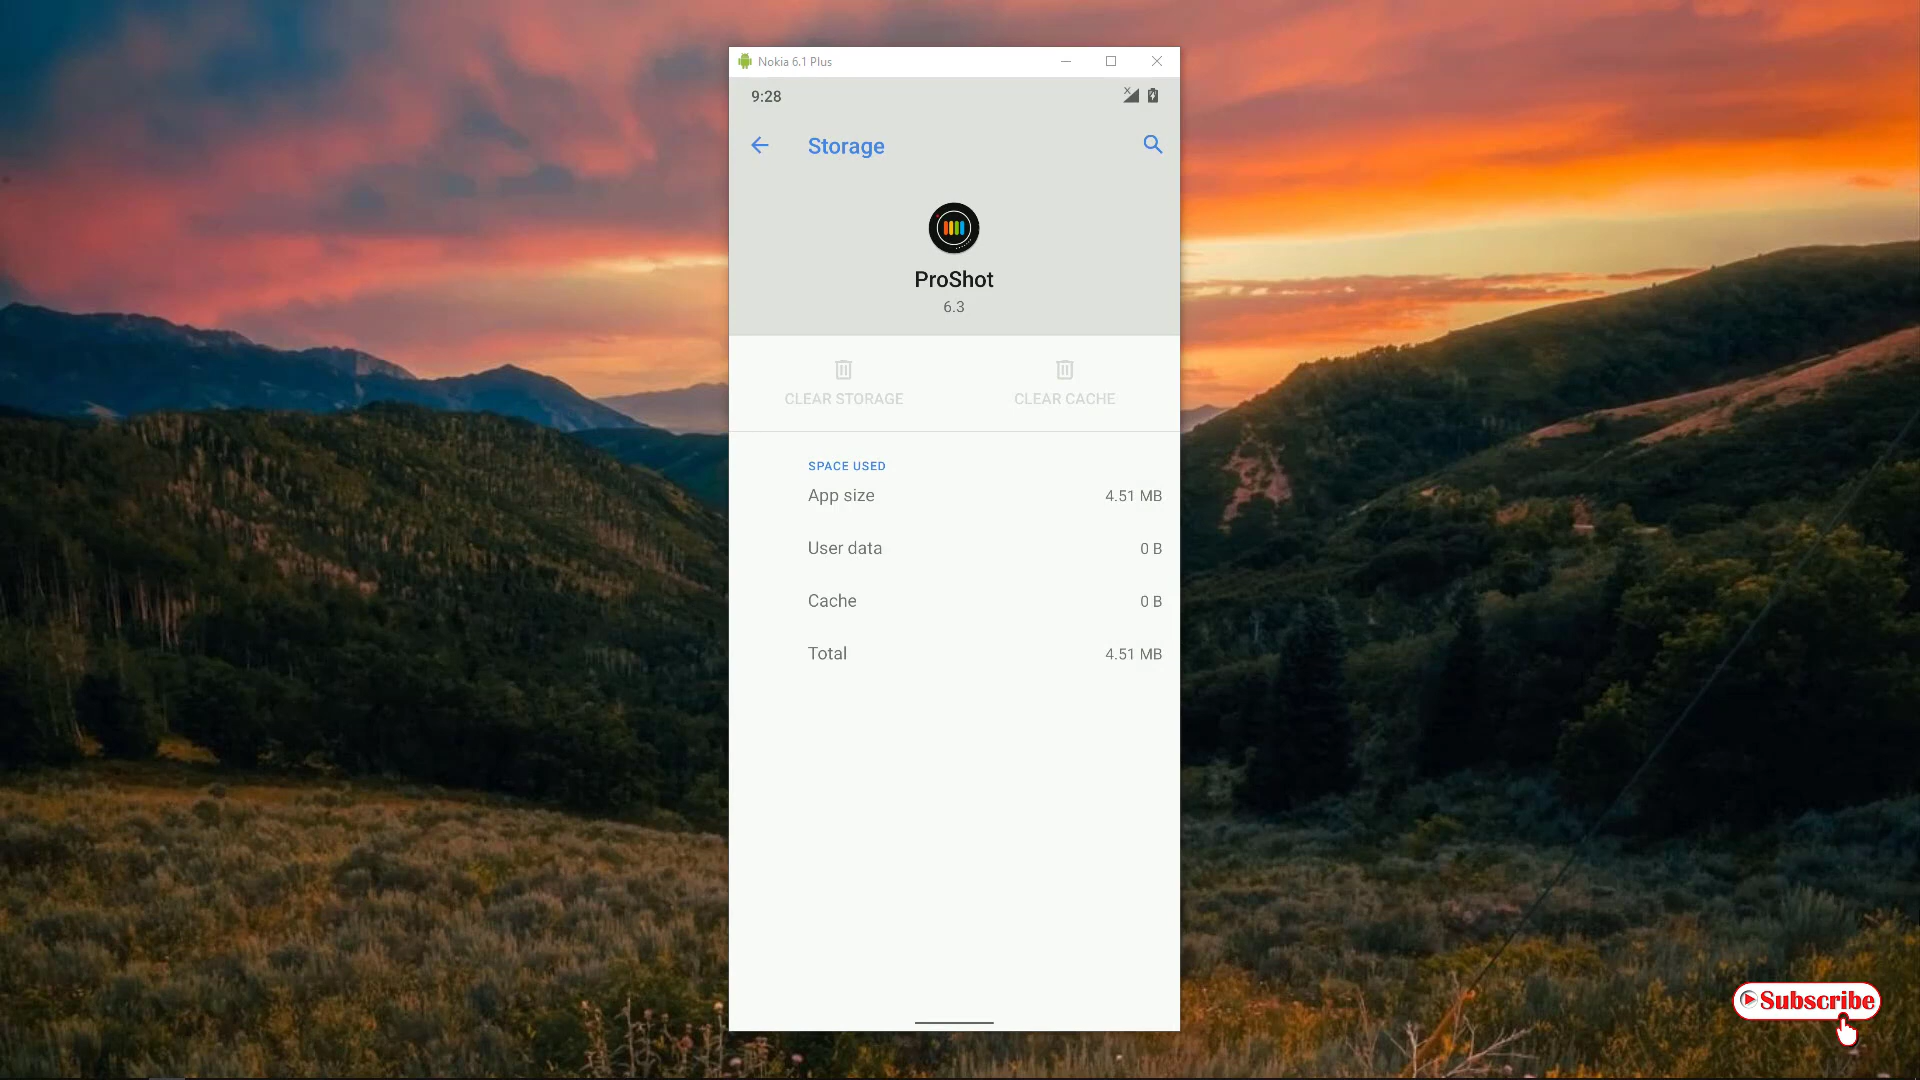 Nokia 6.1 Plus
9:28
Storage
ProShot
6.3
CLEAR STORAGE
CLEAR CACHE
SPACE USED
App size 4.51 MB
User data 0 B
Cache 0 B
Total 4.51 MB
Subscribe